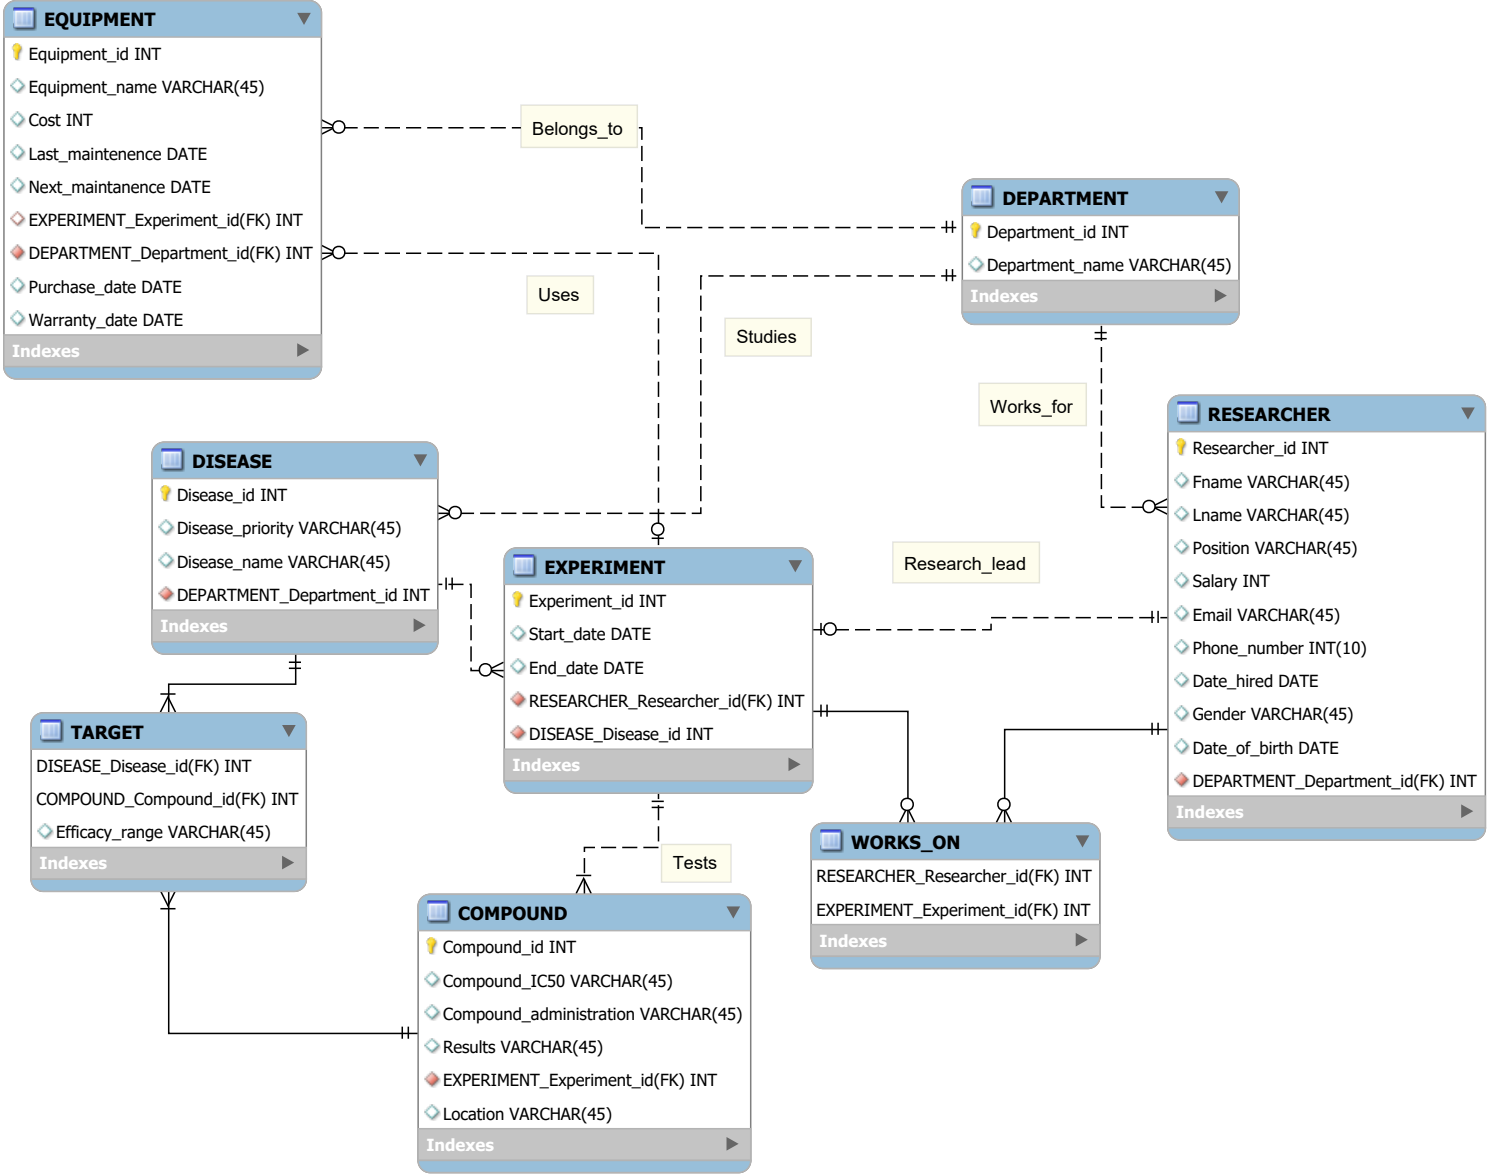 EQUIPMENT
Equipment_id INT
Equipment_name VARCHAR(45)
Cost INT
Last_maintenence DATE
Next_maintanence DATE
EXPERIMENT_Experiment_id(FK) INT
DEPARTMENT_Department_id(FK) INT
Purchase_date DATE
Warranty_date DATE
Indexes
Belongs_to
Uses
Studies
DEPARTMENT
Department_id INT
Department_name VARCHAR(45)
Indexes
Works_for
RESEARCHER
Researcher_id INT
Fname VARCHAR(45)
Lname VARCHAR(45)
Position VARCHAR(45)
Salary INT
Email VARCHAR(45)
Phone_number INT(10)
Date_hired DATE
Gender VARCHAR(45)
Date_of_birth DATE
DEPARTMENT_Department_id(FK) INT
Indexes
DISEASE
Disease_id INT
Disease_priority VARCHAR(45)
Disease_name VARCHAR(45)
DEPARTMENT_Department_id INT
Indexes
EXPERIMENT
Experiment_id INT
Start_date DATE
End_date DATE
RESEARCHER_Researcher_id(FK) INT
DISEASE_Disease_id INT
Indexes
Research_lead
TARGET
DISEASE_Disease_id(FK) INT
COMPOUND_Compound_id(FK) INT
Efficacy_range VARCHAR(45)
Indexes
Tests
WORKS_ON
RESEARCHER_Researcher_id(FK) INT
EXPERIMENT_Experiment_id(FK) INT
Indexes
COMPOUND
Compound_id INT
Compound_IC50 VARCHAR(45)
Compound_administration VARCHAR(45)
Results VARCHAR(45)
EXPERIMENT_Experiment_id(FK) INT
Location VARCHAR(45)
Indexes